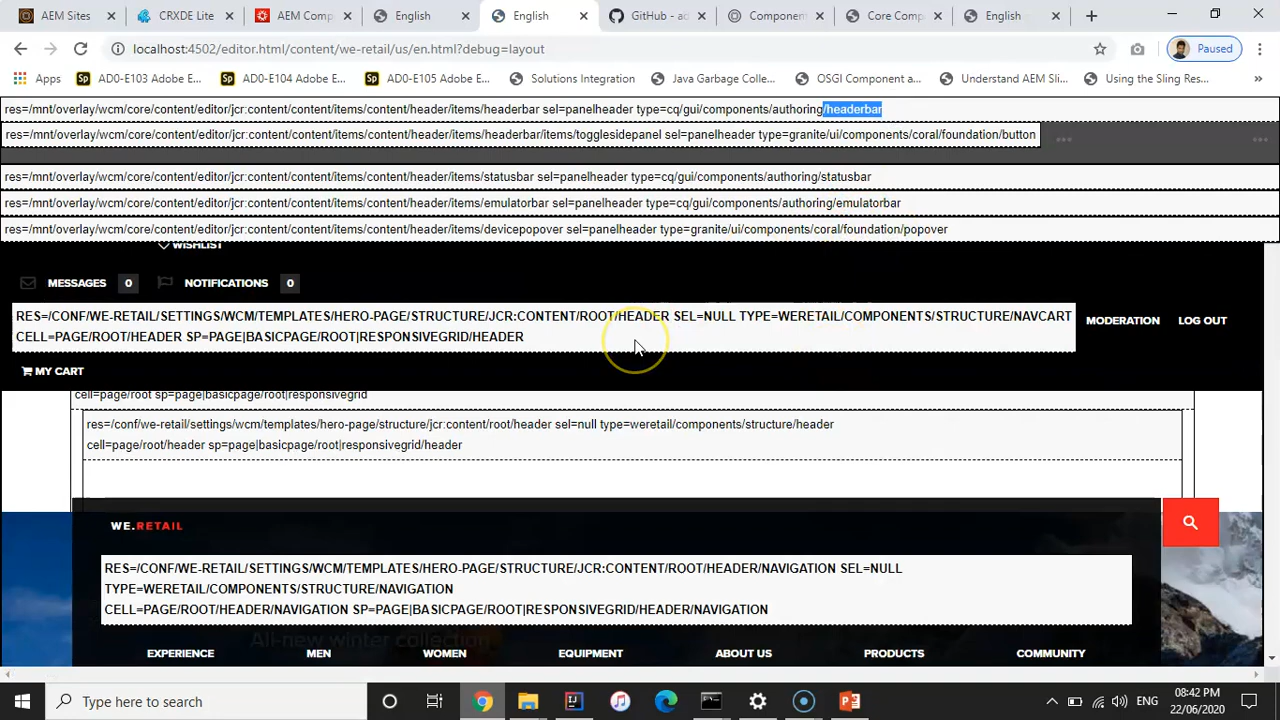 AEM Sites
CRXDE Lite
AEM Comp
English
English
GitHub - ad
Component
Core Comp
English
localhost:4502/editor.html/content/we-retail/us/en.html?debug=layout
Paused
Apps
AD0-E103 Adobe E...
AD0-E104 Adobe E...
AD0-E105 Adobe E...
Solutions Integration
Java Garbage Colle...
OSGI Component a...
Understand AEM Sli...
Using the Sling Res...
»
res=/mnt/overlay/wcm/core/content/editor/jcr:content/content/items/content/header/items/headerbar sel=panelheader type=cq/gui/components/authoring/headerbar
res=/mnt/overlay/wcm/core/content/editor/jcr:content/content/items/content/header/items/headerbar/items/togglesidepanel sel=panelheader type=granite/ui/components/coral/foundation/button
res=/mnt/overlay/wcm/core/content/editor/jcr:content/content/items/content/header/items/statusbar sel=panelheader type=cq/gui/components/authoring/statusbar
res=/mnt/overlay/wcm/core/content/editor/jcr:content/content/items/content/header/items/emulatorbar sel=panelheader type=cq/gui/components/authoring/emulatorbar
res=/mnt/overlay/wcm/core/content/editor/jcr:content/content/items/content/header/items/devicepopover sel=panelheader type=granite/ui/components/coral/foundation/popover
WISHLIST
MESSAGES 0 NOTIFICATIONS 0
RES=/CONF/WE-RETAIL/SETTINGS/WCM/TEMPLATES/HERO-PAGE/STRUCTURE/JCR:CONTENT/ROOT/HEADER SEL=NULL TYPE=WERETAIL/COMPONENTS/STRUCTURE/NAVCART
CELL=PAGE/ROOT/HEADER SP=PAGE|BASICPAGE/ROOT|RESPONSIVEGRID/HEADER
MODERATION LOG OUT
MY CART
cell=page/root sp=page|basicpage/root|responsivegrid
res=/conf/we-retail/settings/wcm/templates/hero-page/structure/jcr:content/root/header sel=null type=weretail/components/structure/header
cell=page/root/header sp=page|basicpage/root|responsivegrid/header
WE.RETAIL
RES=/CONF/WE-RETAIL/SETTINGS/WCM/TEMPLATES/HERO-PAGE/STRUCTURE/JCR:CONTENT/ROOT/HEADER/NAVIGATION SEL=NULL
TYPE=WERETAIL/COMPONENTS/STRUCTURE/NAVIGATION
CELL=PAGE/ROOT/HEADER/NAVIGATION SP=PAGE|BASICPAGE/ROOT|RESPONSIVEGRID/HEADER/NAVIGATION
All-new winter collection
EXPERIENCE MEN WOMEN EQUIPMENT ABOUT US PRODUCTS COMMUNITY
Type here to search
ENG
08:42 PM
22/06/2020